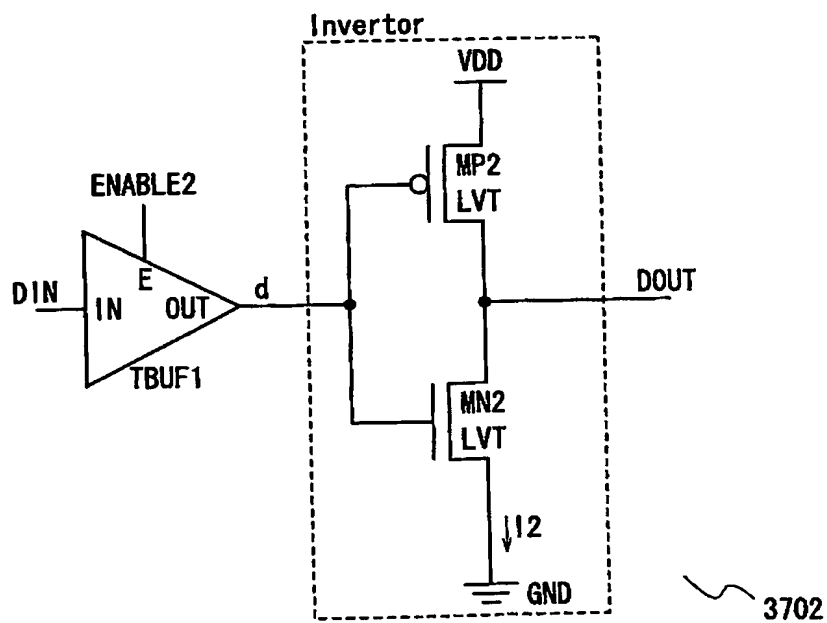 Invertor
VDD
MP2
LVT
ENABLE2
E
DIN
IN
OUT
d
DOUT
TBUF1
MN2
LVT
I2
GND
3702